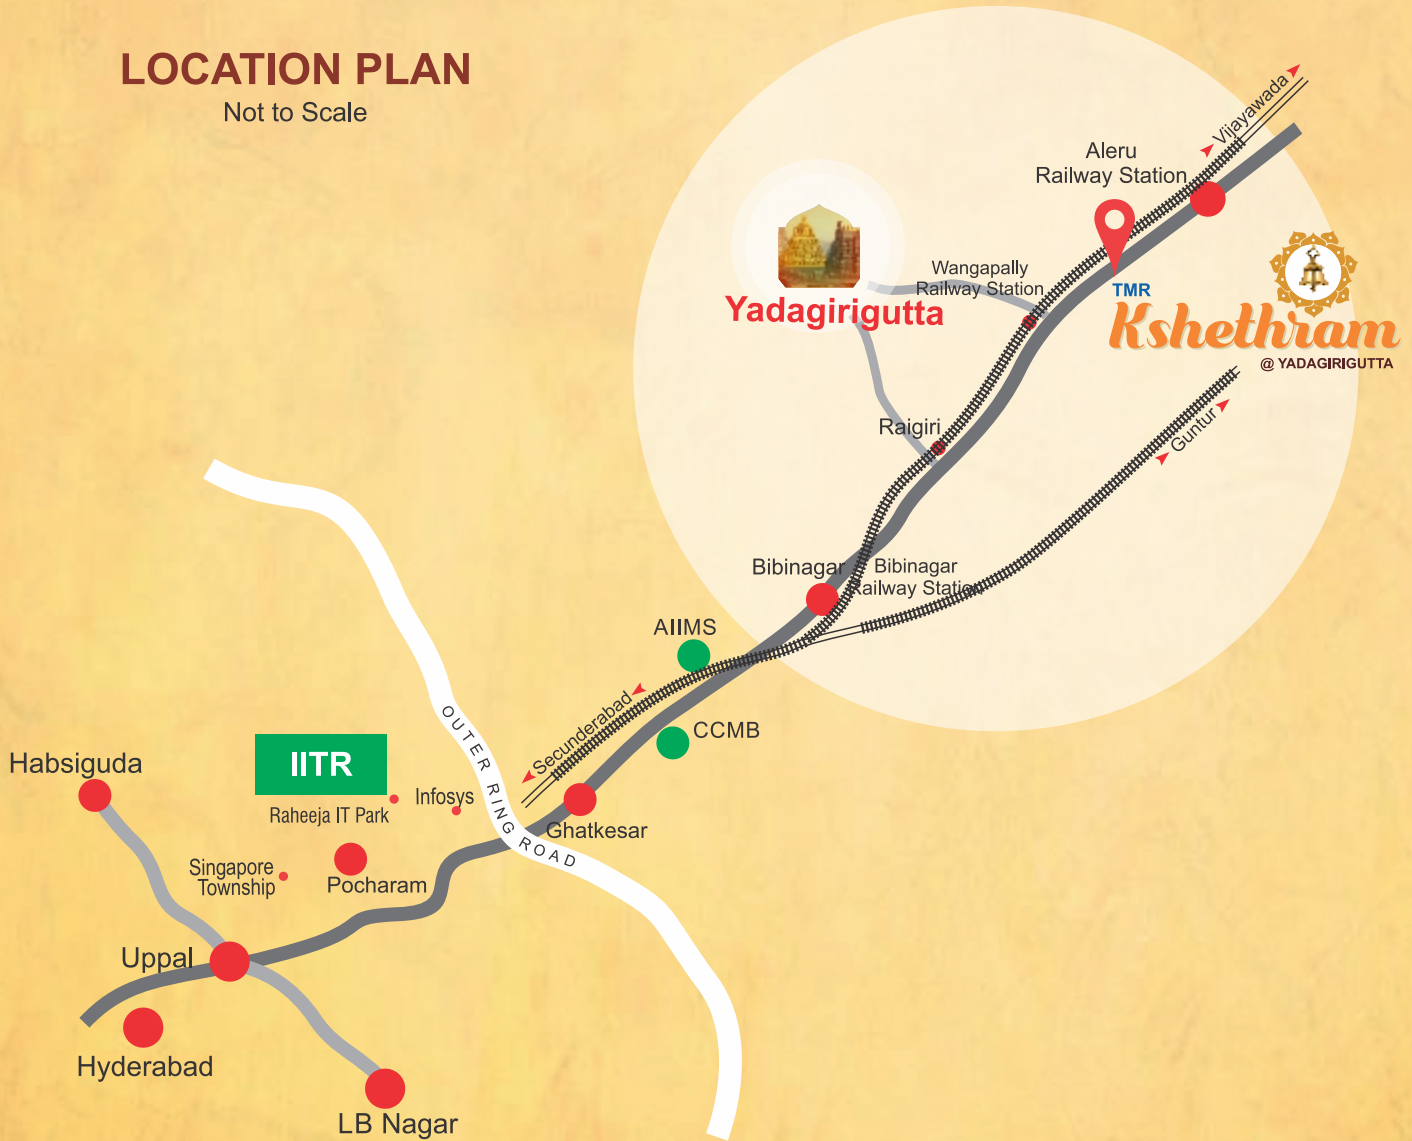 LOCATION PLAN
Not to Scale
Vijayawada
Aleru
Railway Station
Wangapally
Railway Station
Yadagirigutta
TMR
Kshethram
@ YADAGIRIGUTTA
Raigiri
Guntur
Bibinagar
Bibinagar
Railway Station
AIIMS
Secunderabad
CCMB
OUTER RING ROAD
Habsiguda
IITR
Raheeja IT Park
Infosys
Ghatkesar
Singapore
Township
Pocharam
Uppal
Hyderabad
LB Nagar